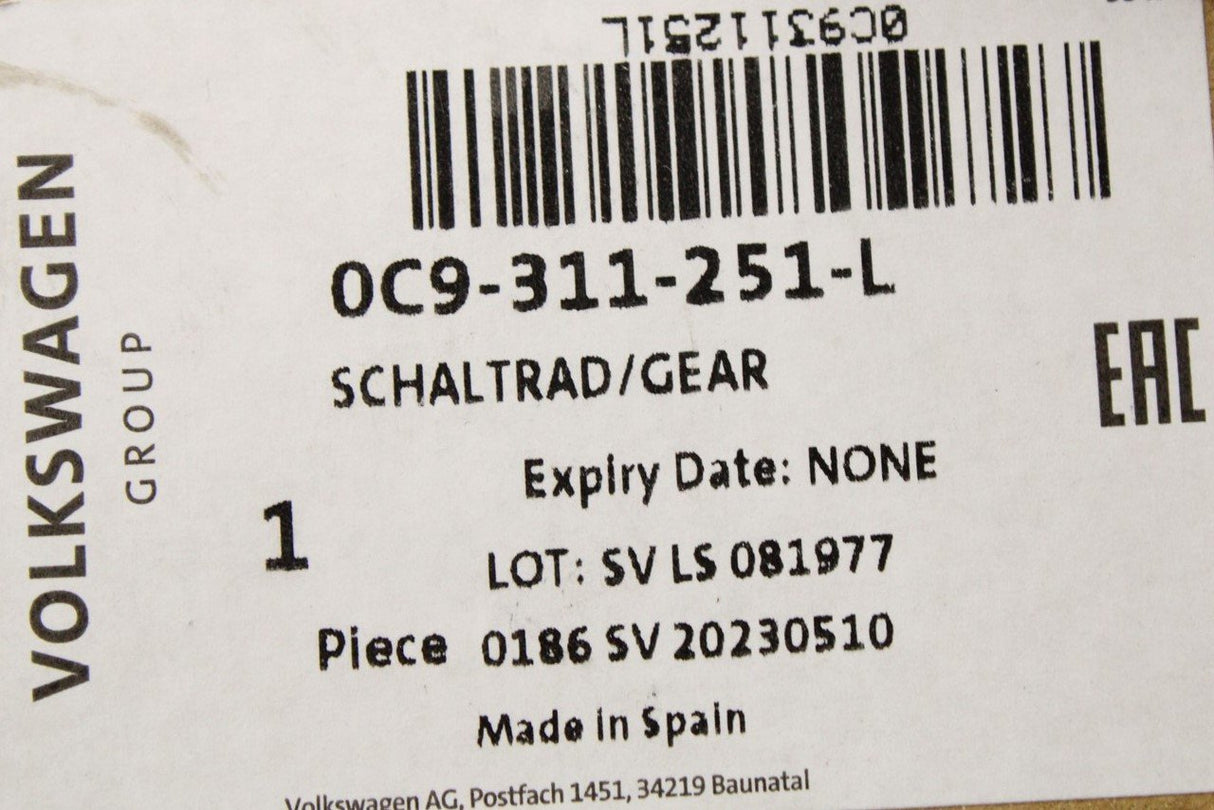 0C9311251L
0C9-311-251-L
SCHALTRAD/GEAR
EAC
Expiry Date: NONE
1
LOT: SV LS 081977
Piece 0186 SV 20230510
Made in Spain
Volkswagen AG, Postfach 1451, 34219 Baunatal
VOLKSWAGEN
GROUP